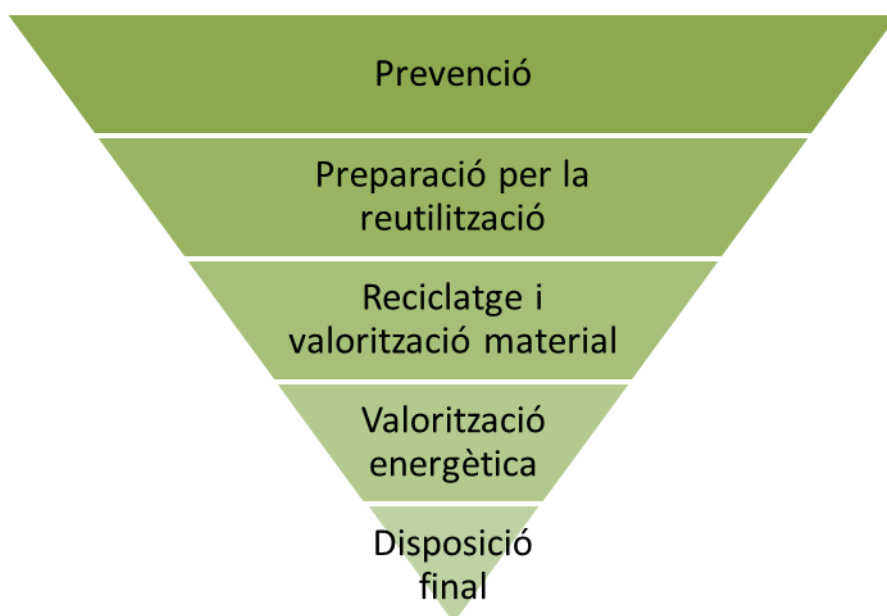 Prevenció
Preparació per la
reutilització
Reciclatge i
valorització material
Valorització
energètica
Disposició
final